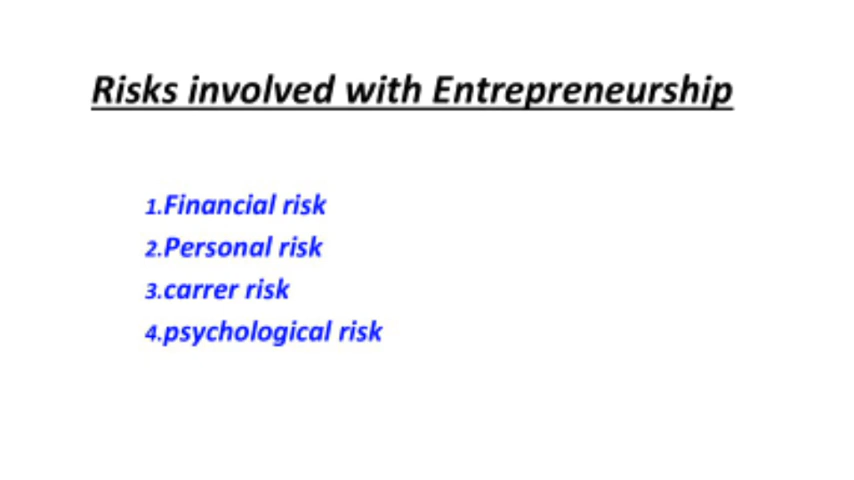 Risks involved with Entrepreneurship
1.Financial risk
2.Personal risk
3.carrer risk
4.psychological risk